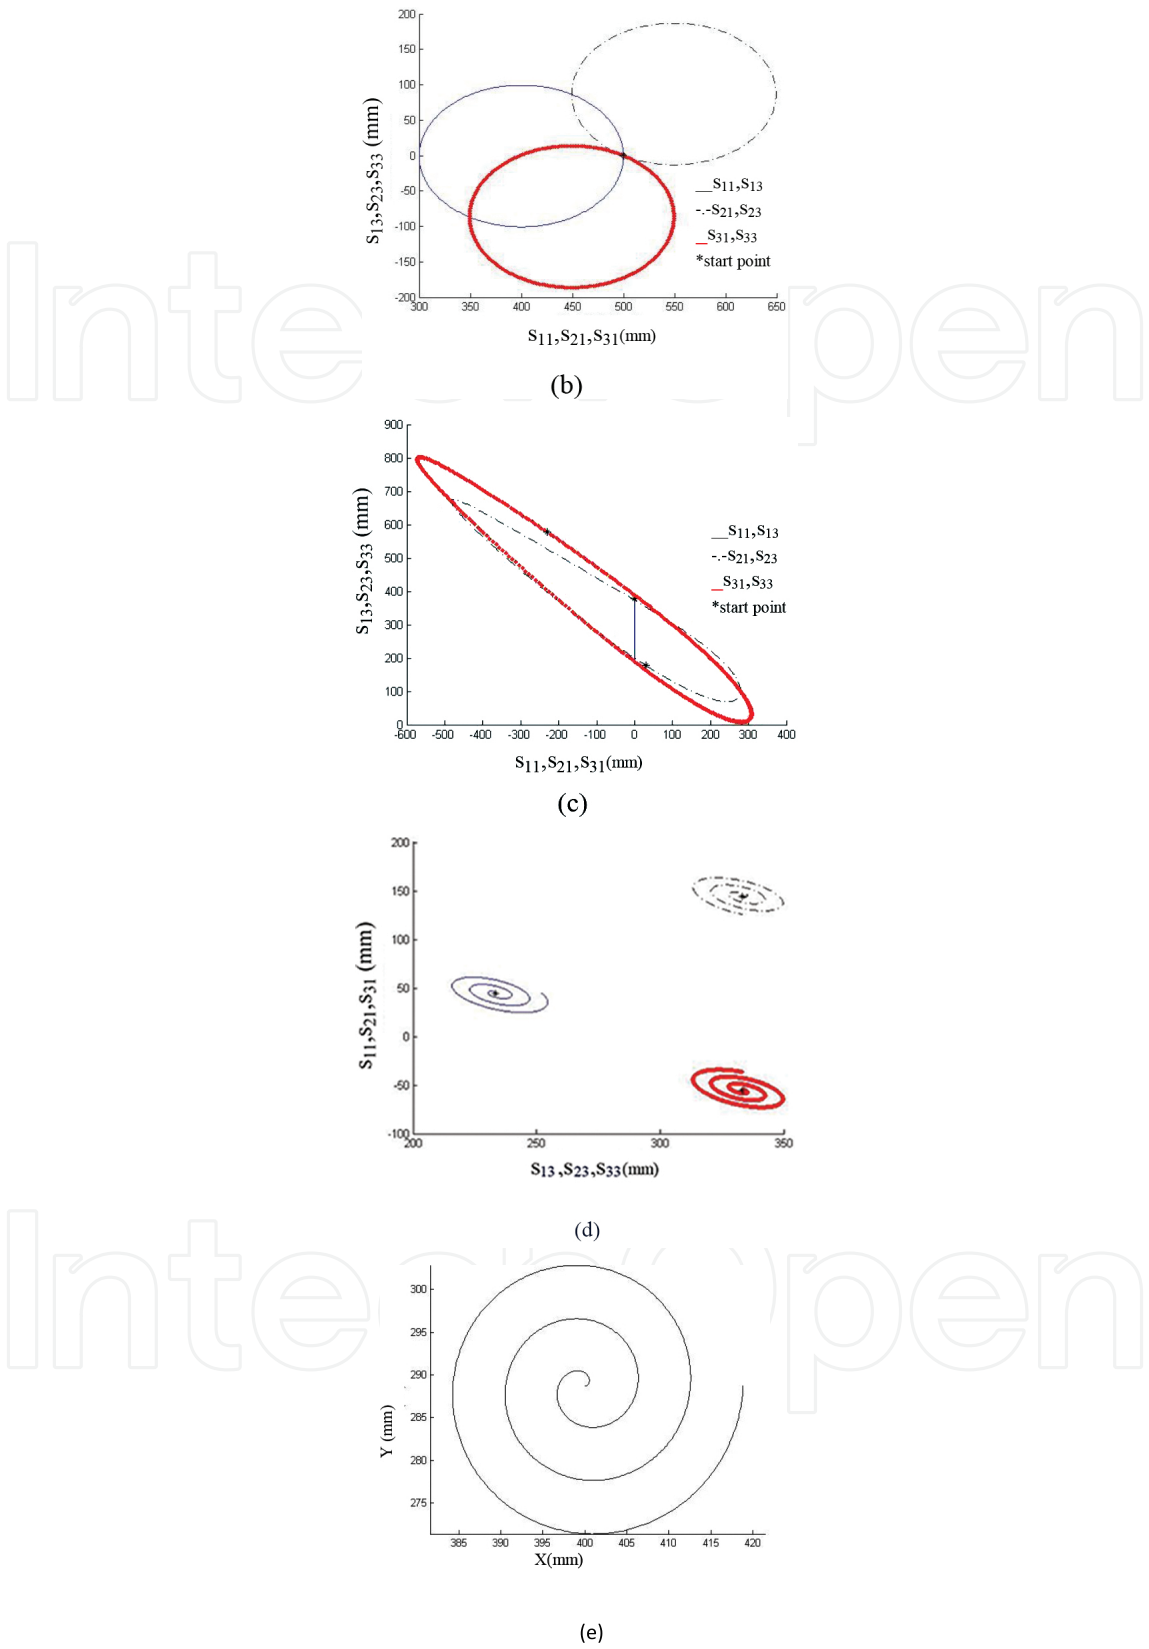 200
150
100
50
0
-50
-100
-150
-200
300 350 400 450 500 550 600 650
S13,S23,S33 (mm)
__S11,S13
-.-S21,S23
_S31,S33
*start point
S11,S21,S31(mm)
(b)
900
800
700
600
500
400
300
200
100
0
-600 -500 -400 -300 -200 -100 0 100 200 300 400
S13,S23,S33 (mm)
__S11,S13
-.-S21,S23
_S31,S33
*start point
S11,S21,S31(mm)
(c)
200
150
100
50
0
-50
-100
200 250 300 350
S11,S21,S31 (mm)
S13,S23,S33(mm)
(d)
300
295
290
285
280
275
385 390 395 400 405 410 415 420
Y (mm)
X(mm)
(e)
IntechOpen
IntechOpen